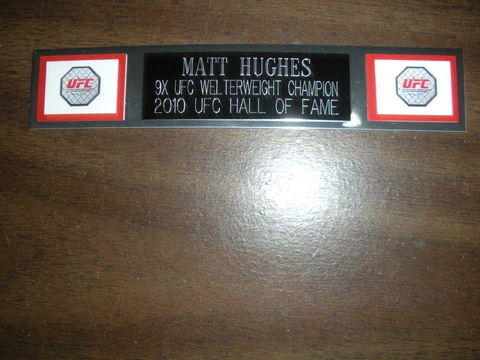 UFC
MATT HUGHES
9X UFC WELTERWEIGHT CHAMPION
2010 UFC HALL OF FAME
UFC